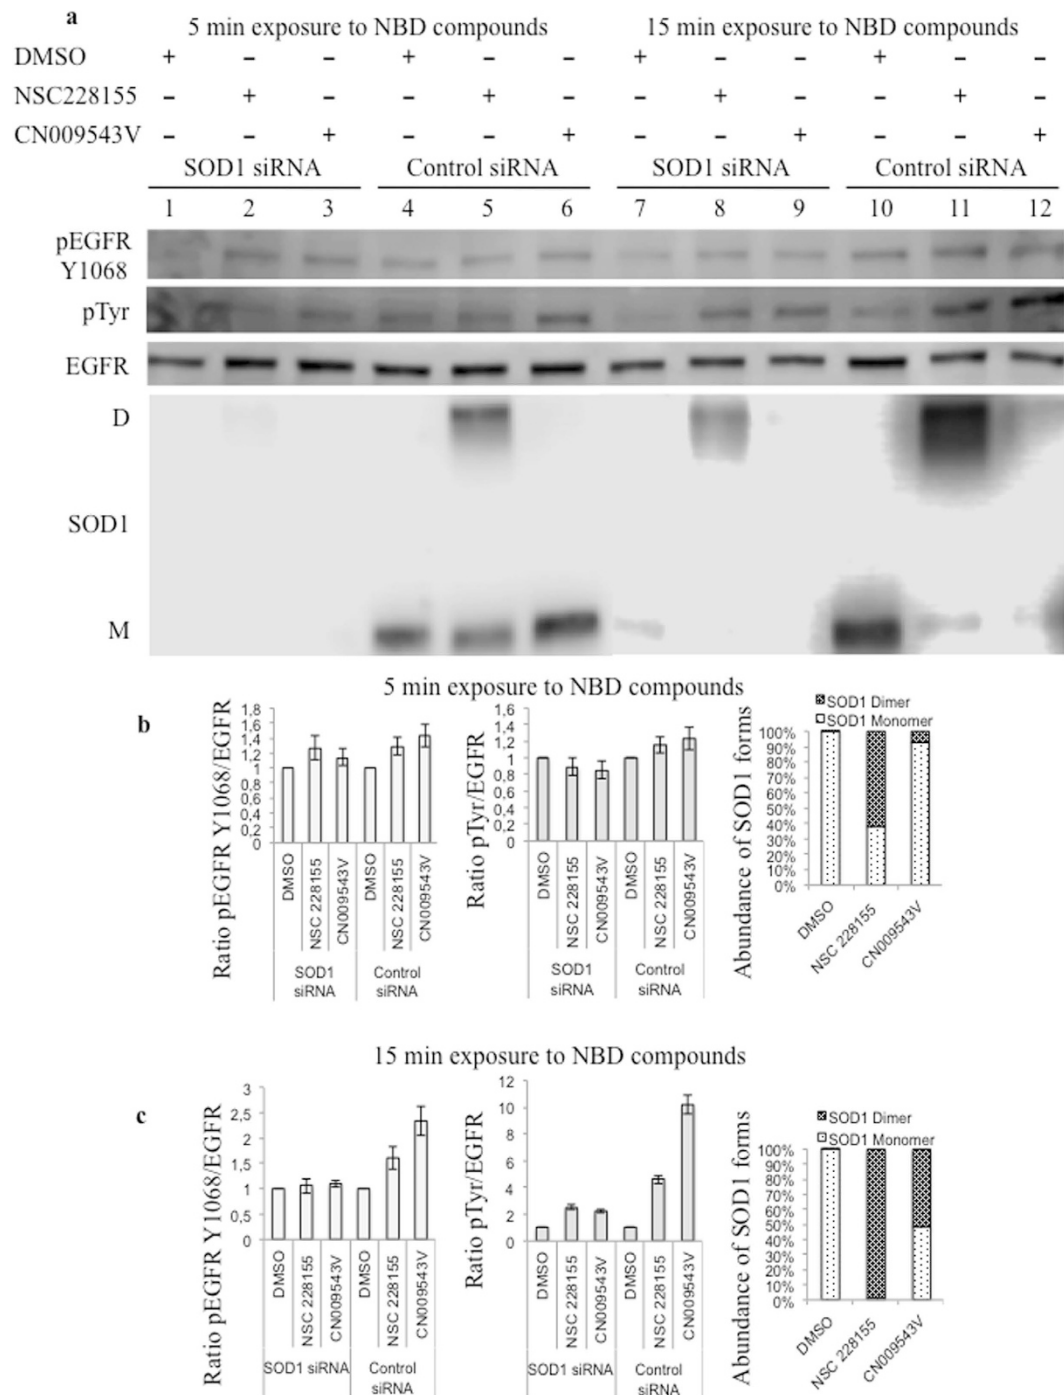 a
5 min exposure to NBD compounds 15 min exposure to NBD compounds
DMSO + – – + – – + – – + – –
NSC228155 – + – – + – – + – – + –
CN009543V – – + – – + – – + – – +
SOD1 siRNA Control siRNA SOD1 siRNA Control siRNA
1 2 3 4 5 6 7 8 9 10 11 12
pEGFR
Y1068
pTyr
EGFR
D
SOD1
M
5 min exposure to NBD compounds
b
Ratio pEGFR Y1068/EGFR
1,8
1,6
1,4
1,2
1
0,8
0,6
0,4
0,2
0
DMSO
NSC 228155
CN009543V
DMSO
NSC 228155
CN009543V
SOD1 Control
siRNA siRNA
Ratio pTyr/EGFR
1,6
1,4
1,2
1
0,8
0,6
0,4
0,2
0
DMSO
NSC 228155
CN009543V
DMSO
NSC 228155
CN009543V
SOD1 Control
siRNA siRNA
Abundance of SOD1 forms
SOD1 Dimer
SOD1 Monomer
100%
90%
80%
70%
60%
50%
40%
30%
20%
10%
0%
DMSO
NSC 228155
CN009543V
15 min exposure to NBD compounds
c
Ratio pEGFR Y1068/EGFR
3
2,5
2
1,5
1
0,5
0
DMSO
NSC 228155
CN009543V
DMSO
NSC 228155
CN009543V
SOD1 siRNA Control
siRNA
Ratio pTyr/EGFR
12
10
8
6
4
2
0
DMSO
NSC 228155
CN009543V
DMSO
NSC 228155
CN009543V
SOD1 siRNA Control
siRNA
Abundance of SOD1 forms
SOD1 Dimer
SOD1 Monomer
100%
90%
80%
70%
60%
50%
40%
30%
20%
10%
0%
DMSO
NSC 228155
CN009543V